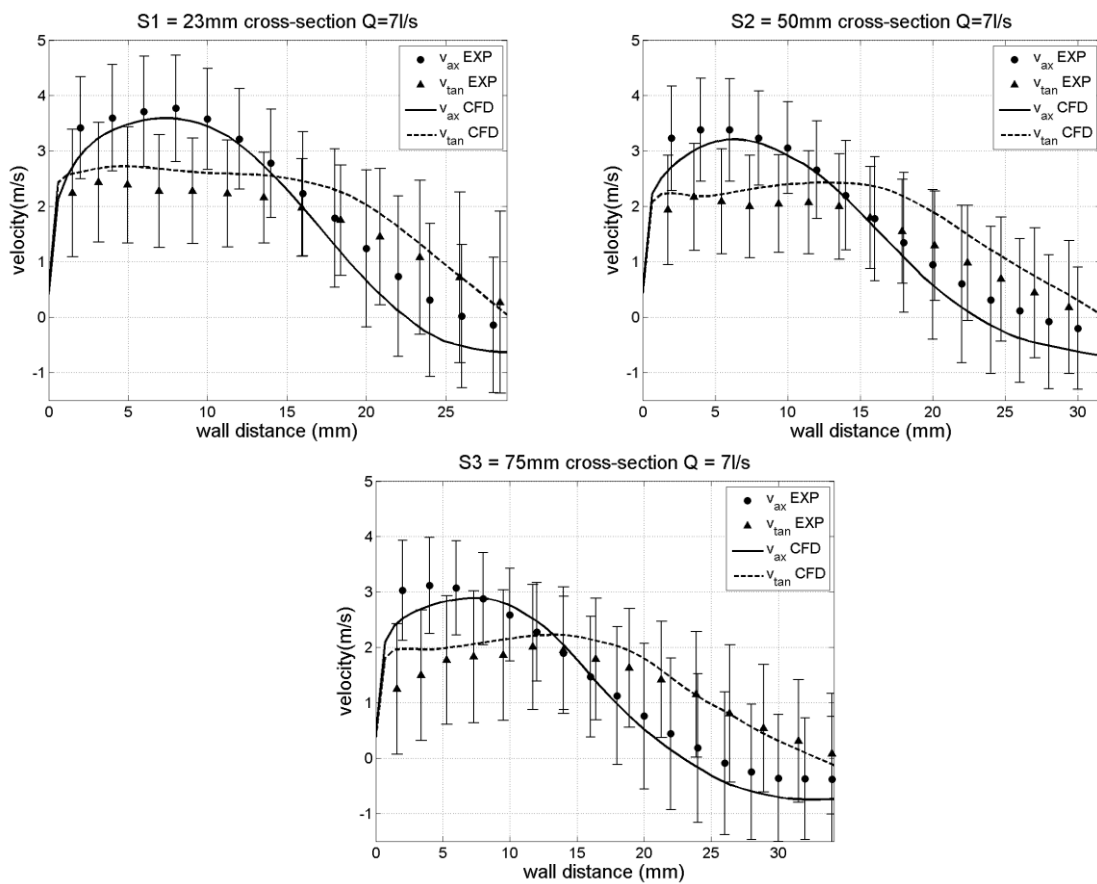 S1 = 23mm cross-section Q=7l/s
5
4
3
2
1
0
-1
velocity(m/s)
0 5 10 15 20 25
wall distance (mm)
v_ax EXP
v_tan EXP
v_ax CFD
v_tan CFD
S2 = 50mm cross-section Q=7l/s
5
4
3
2
1
0
-1
velocity(m/s)
0 5 10 15 20 25 30
wall distance (mm)
v_ax EXP
v_tan EXP
v_ax CFD
v_tan CFD
S3 = 75mm cross-section Q = 7l/s
5
4
3
2
1
0
-1
velocity(m/s)
0 5 10 15 20 25 30
wall distance (mm)
v_ax EXP
v_tan EXP
v_ax CFD
v_tan CFD